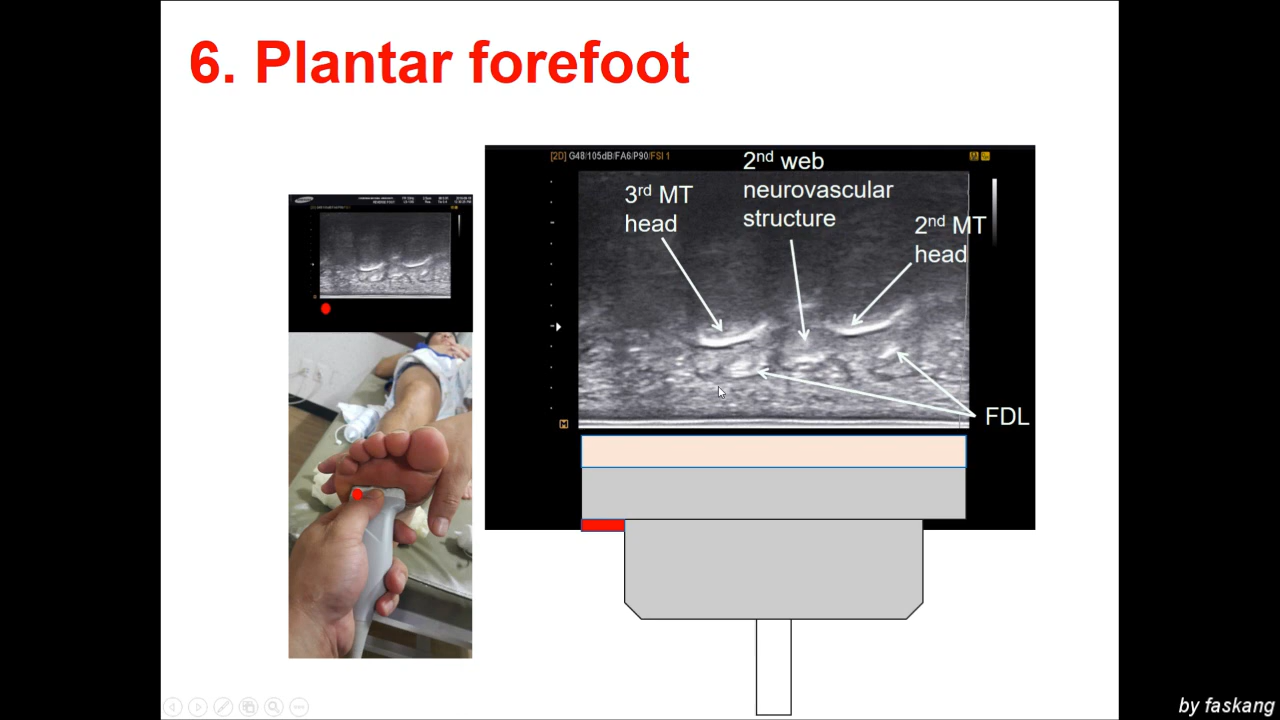 6. Plantar forefoot
[2D] G48/105dB/FA6/P90/FSI 1
2nd web
neurovascular
structure
3rd MT
head
2nd MT
head
FDL
M
by faskang